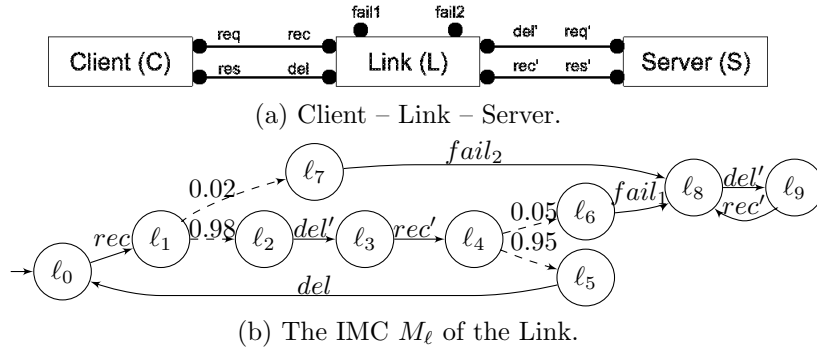 fail1 fail2
req rec del' req'
Client (C) Link (L) Server (S)
res del rec' res'
(a) Client – Link – Server.
ℓ7 fail2
0.02 ℓ8 del' ℓ9
0.05 ℓ6 fail1 rec'
rec ℓ1 0.98 ℓ2 del' ℓ3 rec' ℓ4 0.95
ℓ0 ℓ5
del
(b) The IMC Mℓ of the Link.